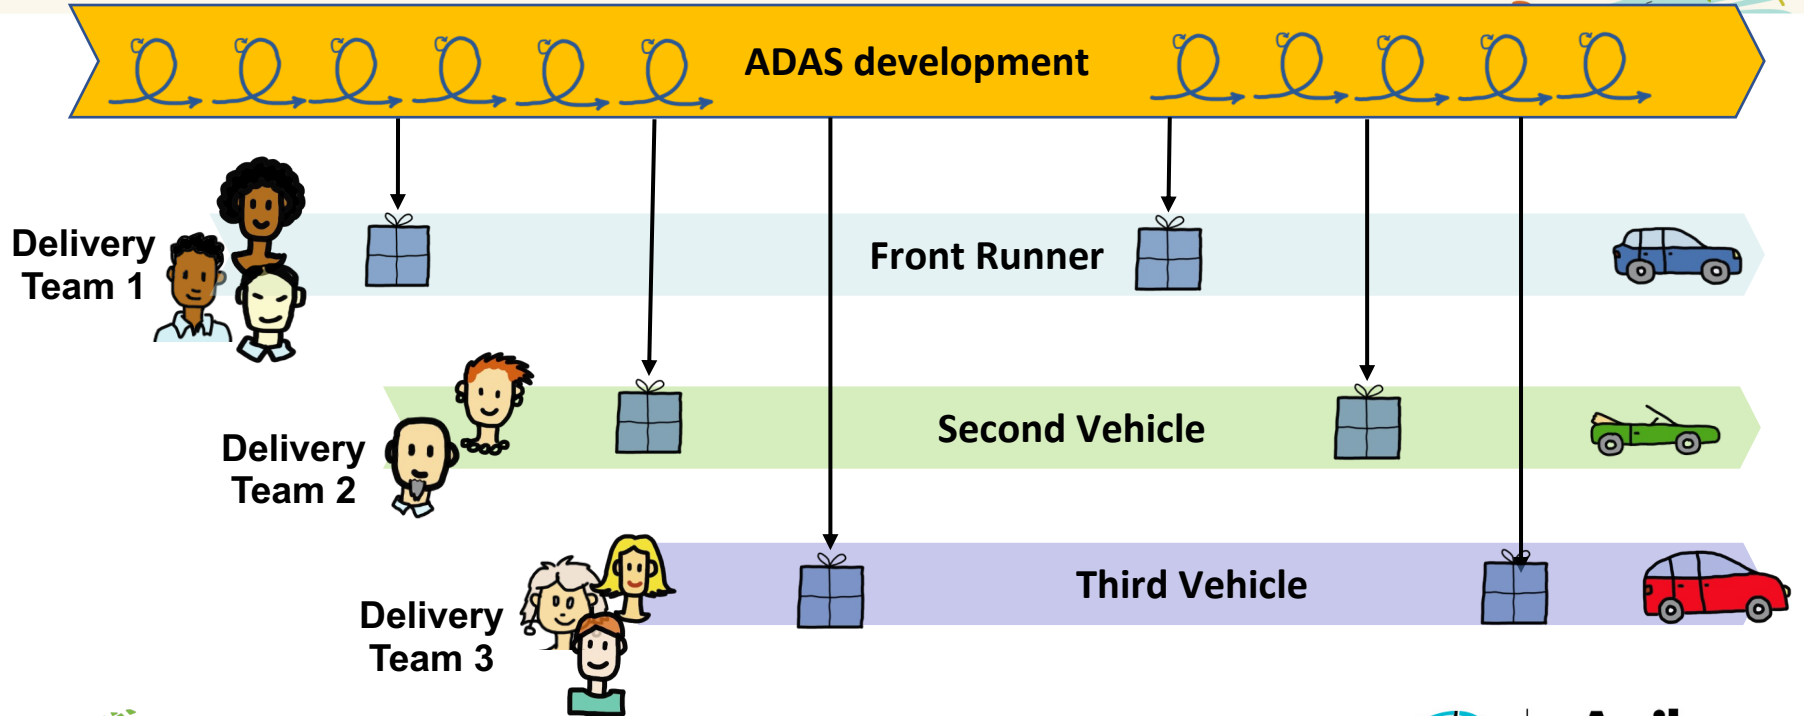 ADAS development
Delivery
Team 1
Front Runner
Delivery
Team 2
Second Vehicle
Delivery
Team 3
Third Vehicle